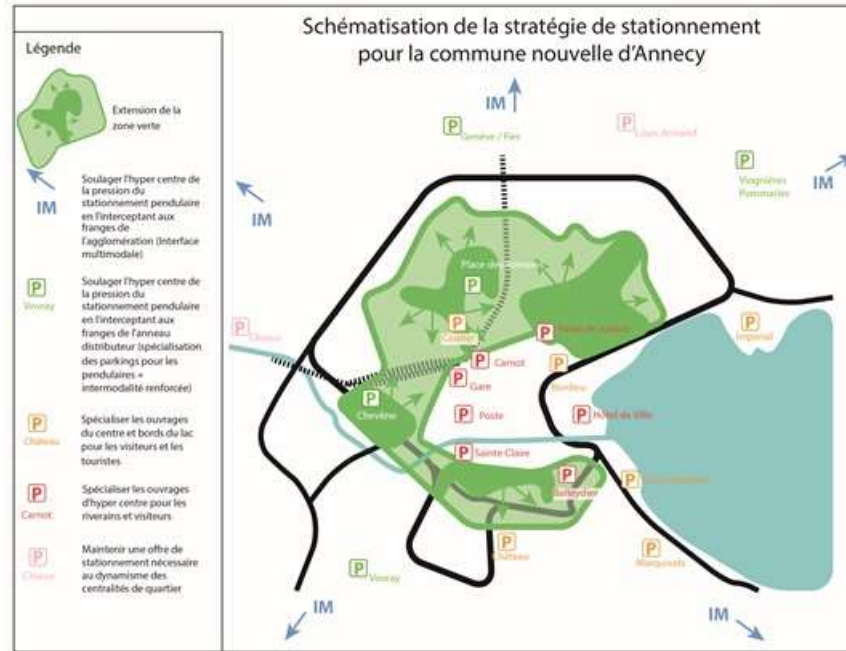 Schématisation de la stratégie de stationnement
pour la commune nouvelle d'Annecy
Légende
Extension de la
zone verte
IM
Soulager l'hyper centre de
la pression du
stationnement pendulaire
en l'interceptant aux
franges de
l'agglomération (Interface
multimodale)
P
Vovray
Soulager l'hyper centre de
la pression du
stationnement pendulaire
en l'interceptant aux
franges de l'anneau
distributeur (spécialisation
des parkings pour les
pendulaires +
intermodalité renforcée)
P
Château
Spécialiser les ouvrages
du centre et bords du lac
pour les visiteurs et les
touristes
P
Carnot
Spécialiser les ouvrages
d'hyper centre pour les
riverains et visiteurs
P
Chorus
Maintenir une offre de
stationnement nécessaire
au dynamisme des
centralités de quartier
IM
P
Genève / Parc
P
Louis Armand
P
Vignières
Pommaries
IM
IM
Place des
P
P
Chorus
P
Courier
P
P
Impérial
P
Carnot
P
Bonlieu
P
Gare
P
Chevêne
P
Poste
P
Hôtel de Ville
P
Sainte Claire
P
Balleydier
P
P
Château
P
Marquisats
P
Vovray
IM
IM